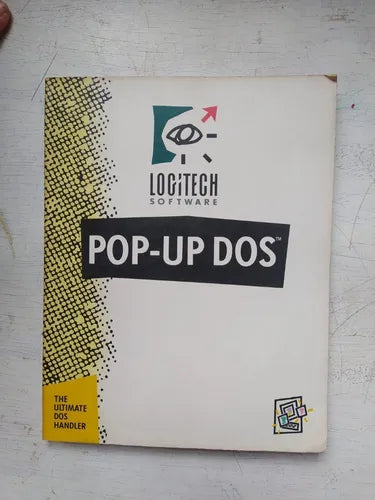 LOGITECH
SOFTWARE
POP-UP DOS™
THE
ULTIMATE
DOS
HANDLER